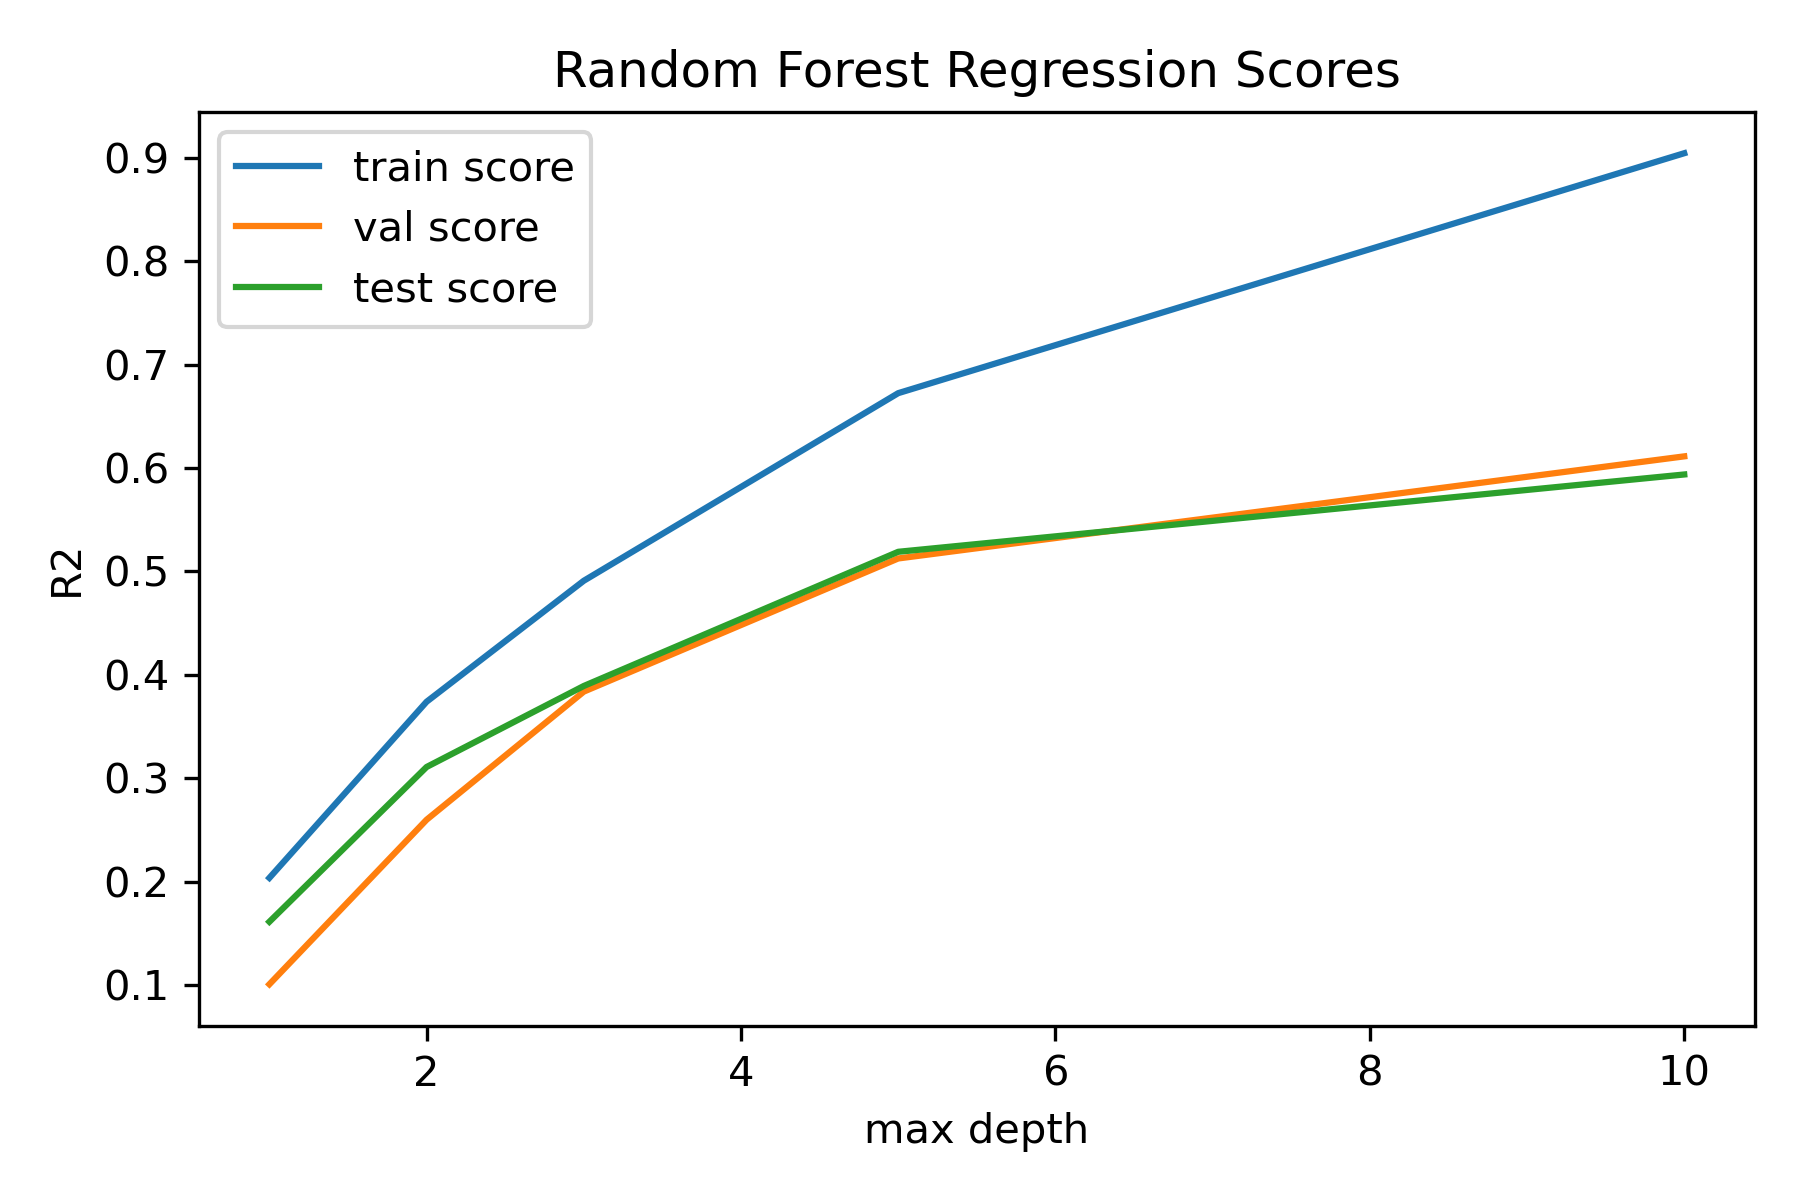 Random Forest Regression Scores
train score
val score
test score
0.9
0.8
0.7
0.6
0.5
0.4
0.3
0.2
0.1
R2
2 4 6 8 10
max depth